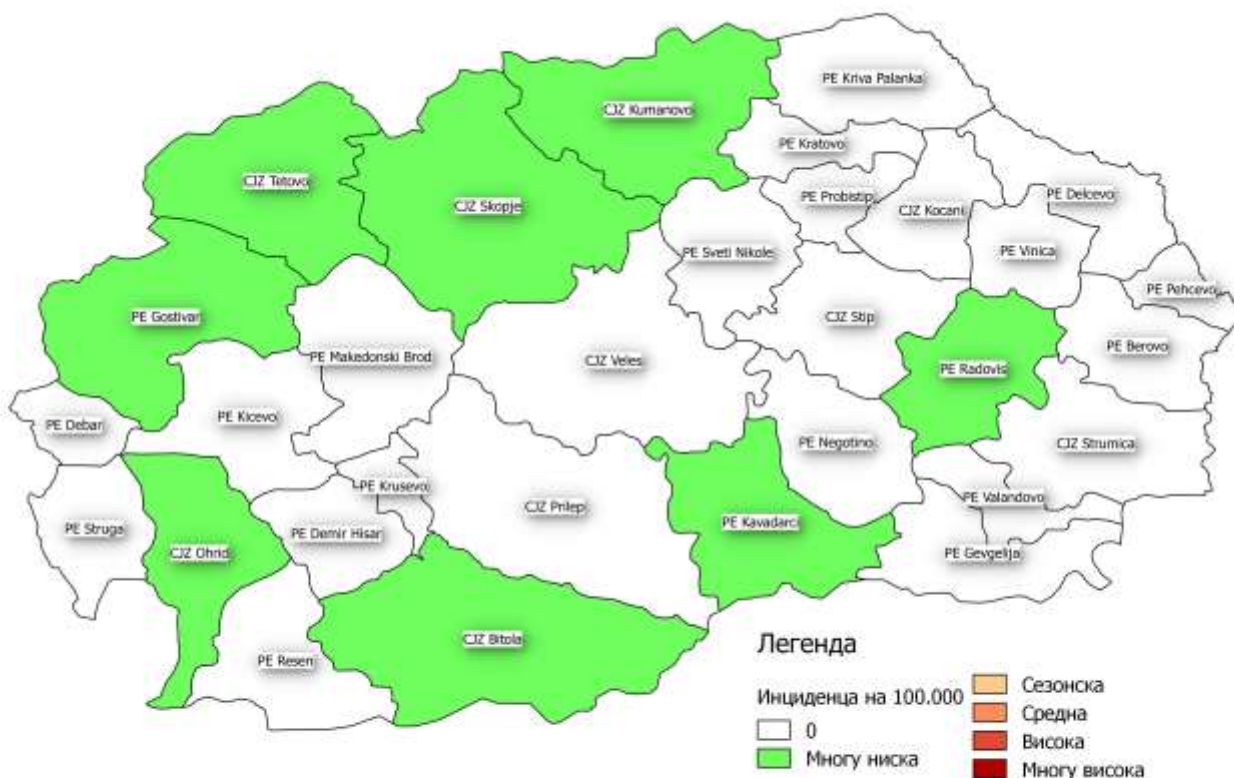 PE Kriva Palanka
CJZ Kumanovo
PE Kratovo
CJZ Tetovo
PE Probistip
PE Delcevo
CJZ Skopje
CJZ Kocani
PE Sveti Nikole
PE Vinica
PE Pehcevo
PE Gostivar
CJZ Stip
PE Berovo
PE Makedonski Brod
CJZ Veles
PE Radovis
PE Debar
PE Kicevo
PE Negotino
CJZ Strumica
PE Krusevo
PE Valandovo
PE Struga
CJZ Prilep
PE Kavadarci
PE Demir Hisar
CJZ Ohrid
PE Gevgelija
CJZ Bitola
PE Resen
Легенда
Инциденца на 100.000
0
Многу ниска
Сезонска
Средна
Висока
Многу висока